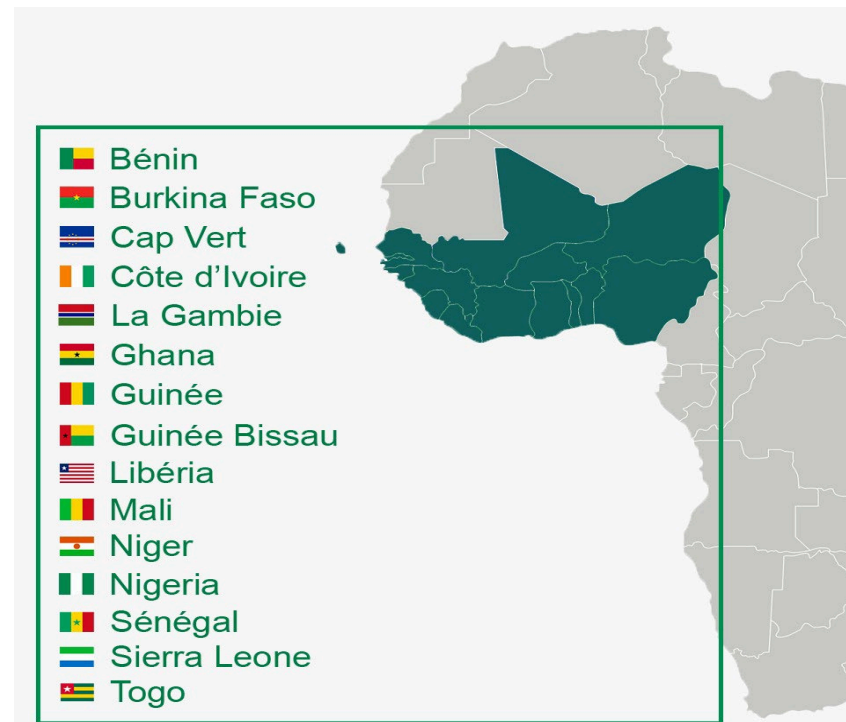 Bénin
Burkina Faso
Cap Vert
Côte d’Ivoire
La Gambie
Ghana
Guinée
Guinée Bissau
Libéria
Mali
Niger
Nigeria
Sénégal
Sierra Leone
Togo